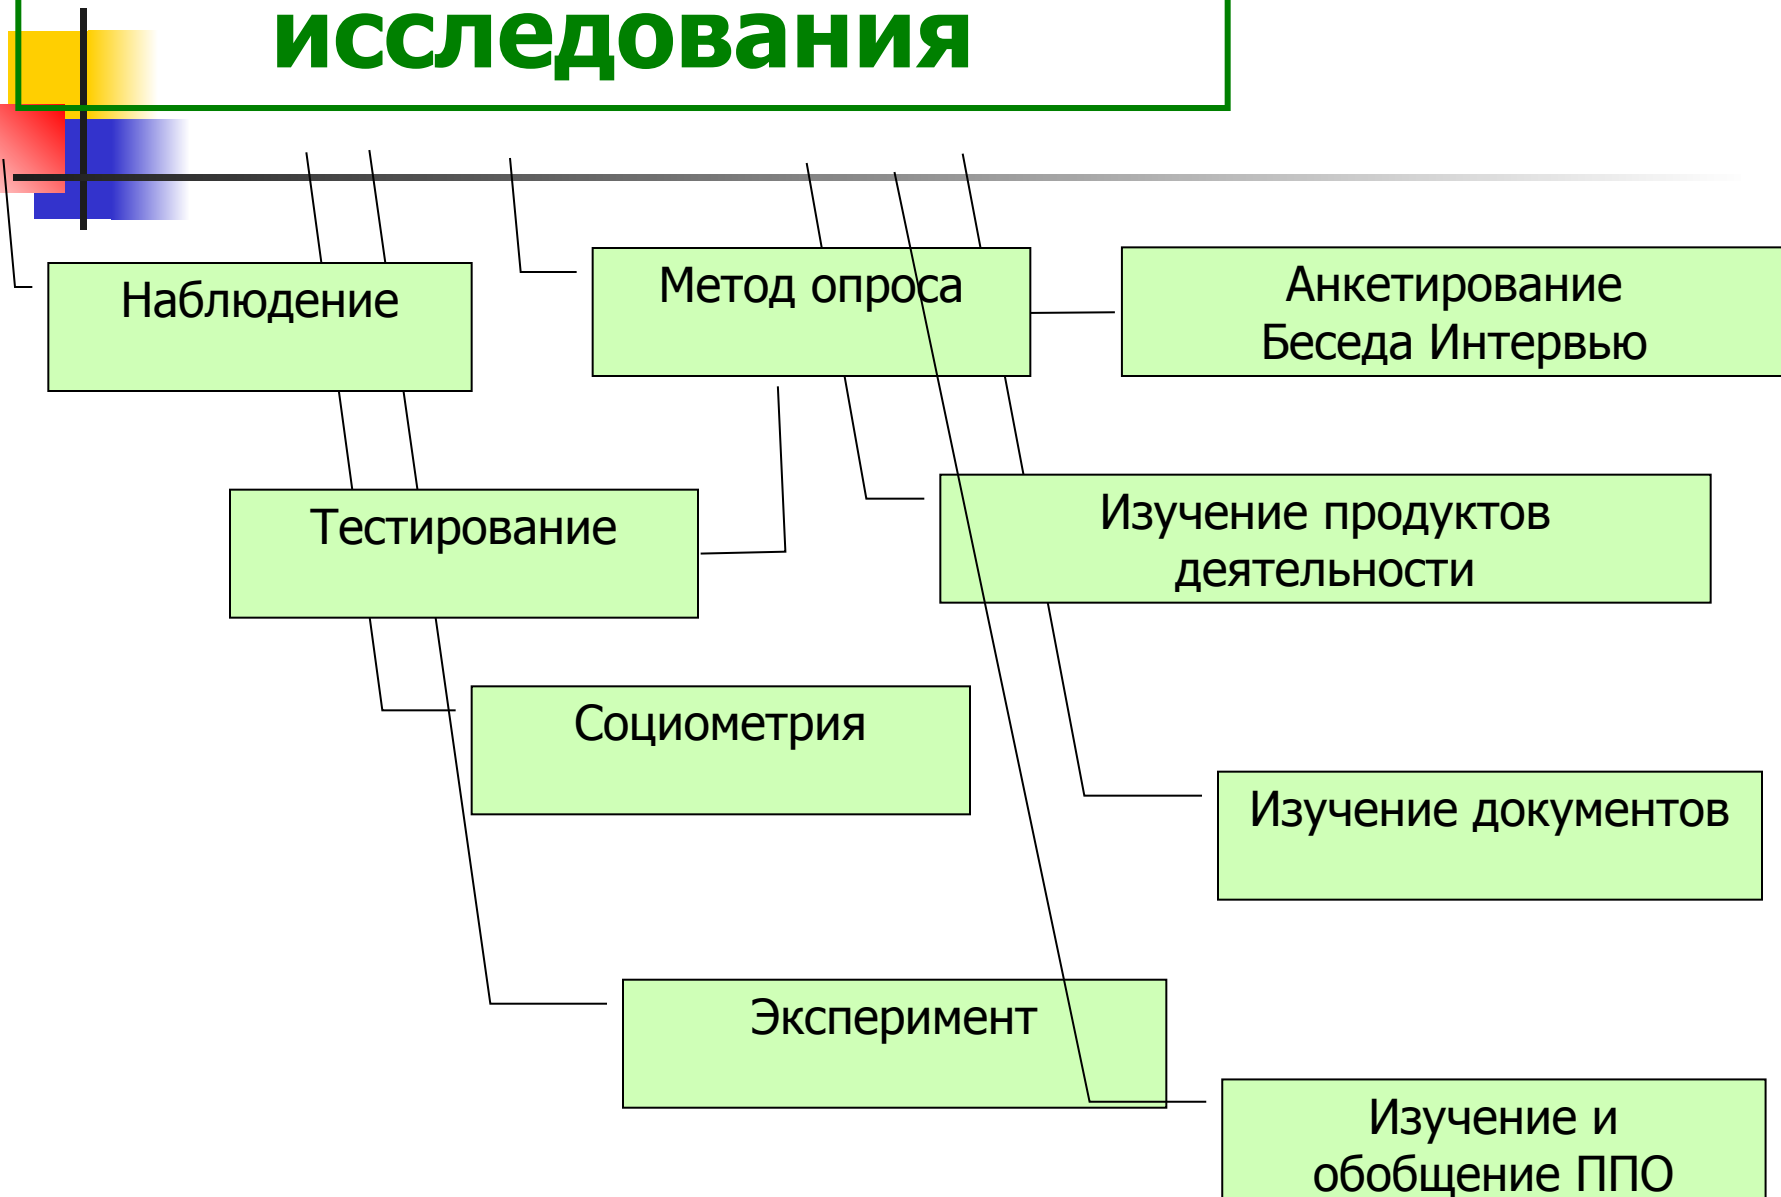 исследования
Наблюдение
Метод опроса
Анкетирование
Беседа Интервью
Тестирование
Изучение продуктов
деятельности
Социометрия
Изучение документов
Эксперимент
Изучение и
обобщение ППО